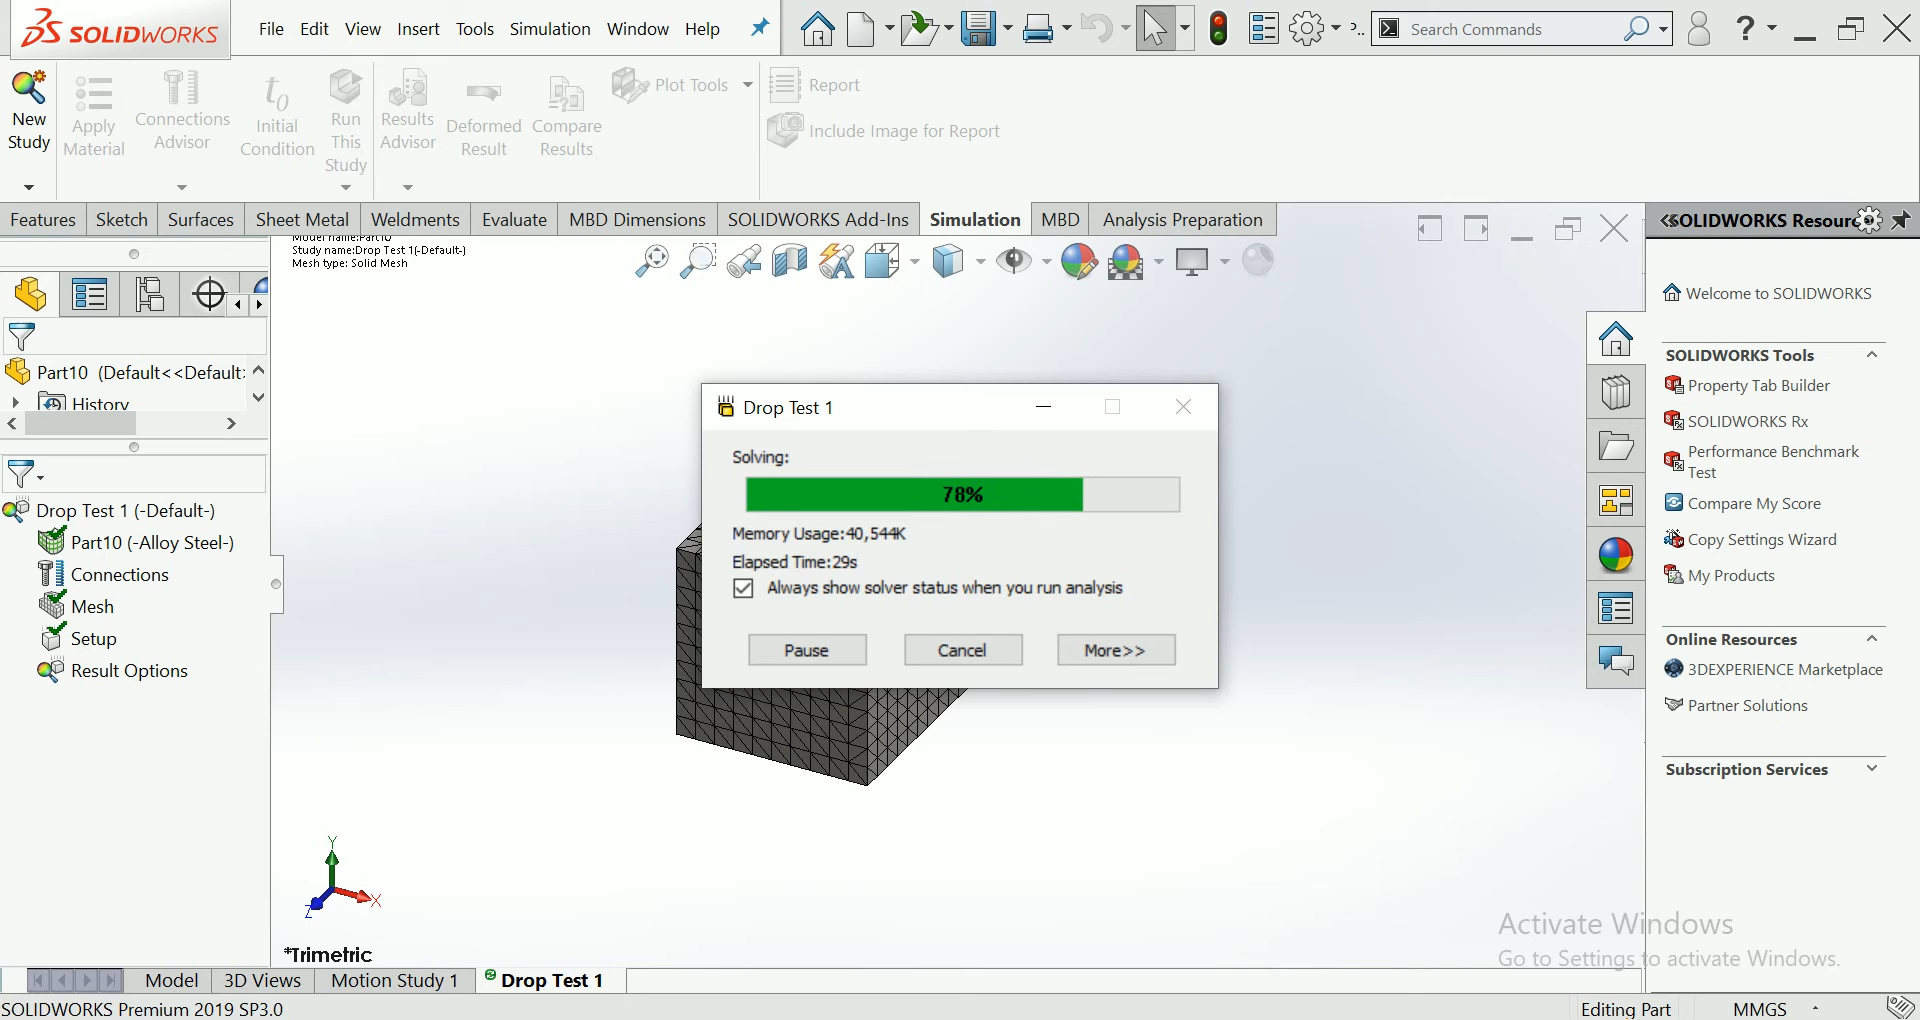 SOLIDWORKS
File Edit View Insert Tools Simulation Window Help
Search Commands
New Study
Apply Material
Connections Advisor
Initial Condition
Run This Study
Results Advisor
Deformed Result
Compare Results
Plot Tools
Report
Include Image for Report
Features Sketch Surfaces Sheet Metal Weldments Evaluate MBD Dimensions SOLIDWORKS Add-Ins Simulation MBD Analysis Preparation
Model name:Part10
Study name:Drop Test 1(-Default-)
Mesh type: Solid Mesh
Part10 (Default<<Default>
History
Drop Test 1 (-Default-)
Part10 (-Alloy Steel-)
Connections
Mesh
Setup
Result Options
Drop Test 1
Solving:
78%
Memory Usage:40,544K
Elapsed Time:29s
Always show solver status when you run analysis
Pause Cancel More>>
Y
X
Z
*Trimetric
SOLIDWORKS Resour
Welcome to SOLIDWORKS
SOLIDWORKS Tools
Property Tab Builder
SOLIDWORKS Rx
Performance Benchmark
Test
Compare My Score
Copy Settings Wizard
My Products
Online Resources
3DEXPERIENCE Marketplace
Partner Solutions
Subscription Services
Activate Windows
Go to Settings to activate Windows.
Model 3D Views Motion Study 1 Drop Test 1
SOLIDWORKS Premium 2019 SP3.0
Editing Part MMGS